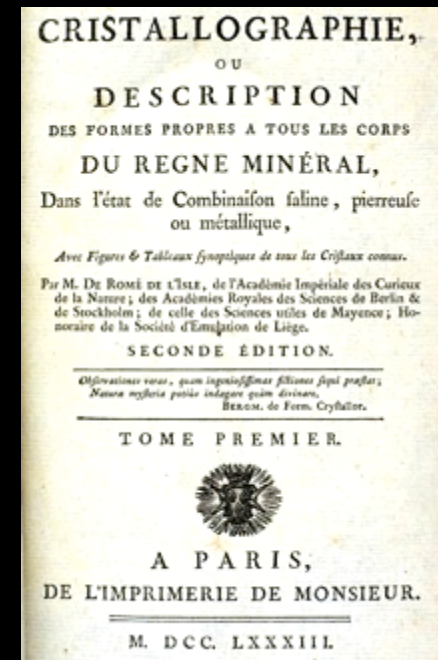 CRISTALLOGRAPHIE,
OU
DESCRIPTION
DES FORMES PROPRES A TOUS LES CORPS
DU REGNE MINÉRAL,
Dans l'état de Combinaiſon ſaline, pierreuſe
ou métallique,
Avec Figures & Tableaux ſynoptiques de tous les Criſtaux connus.
Par M. DE ROMÉ DE L'ISLE, de l'Académie Impériale des Curieux
de la Nature; des Académies Royales des Sciences de Berlin &
de Stockholm; de celle des Sciences utiles de Mayence; Ho-
noraire de la Société d'Emulation de Liège.
SECONDE ÉDITION.
Obſervationes veras, quam ingenioſiſſimas fictiones ſequi præſtat;
Naturæ myſteria potiùs indagare quàm divinare.
BERGM. de Form. Cryſtallor.
TOME PREMIER.
A PARIS,
DE L'IMPRIMERIE DE MONSIEUR.
M. DCC. LXXXIII.